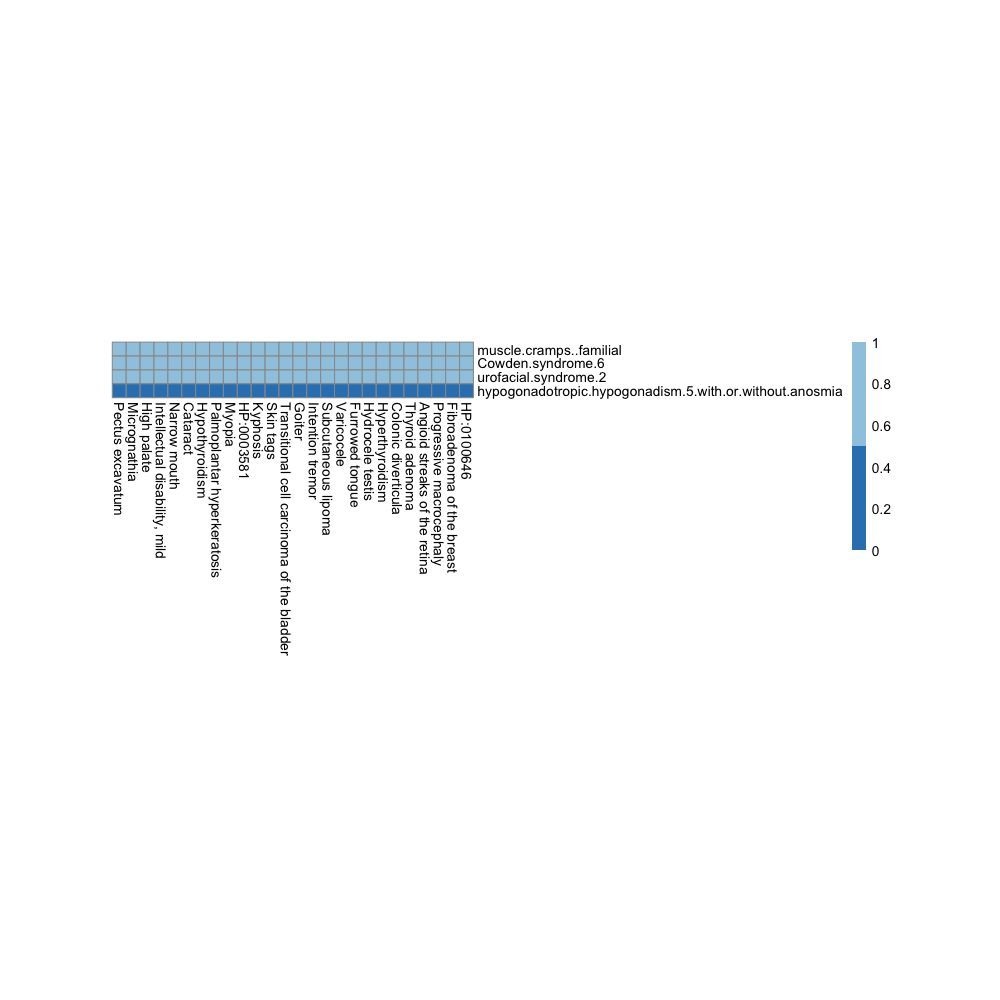 muscle.cramps..familial
Cowden.syndrome.6
urofacial.syndrome.2
hypogonadotropic.hypogonadism.5.with.or.without.anosmia
1
0.8
0.6
0.4
0.2
0
Pectus excavatum
Micrognathia
High palate
Intellectual disability, mild
Narrow mouth
Cataract
Hypothyroidism
Palmoplantar hyperkeratosis
Myopia
HP:0003581
Kyphosis
Skin tags
Transitional cell carcinoma of the bladder
Goiter
Intention tremor
Subcutaneous lipoma
Varicocele
Furrowed tongue
Hydrocele testis
Hyperthyroidism
Colonic diverticula
Thyroid adenoma
Angioid streaks of the retina
Progressive macrocephaly
Fibroadenoma of the breast
HP:0100646